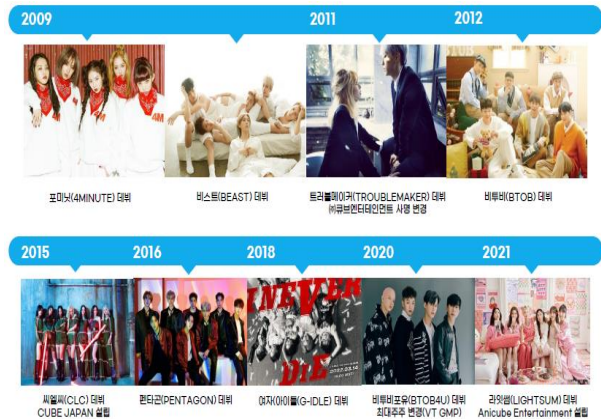 2009
2011
2012
4M
포미닛(4MINUTE) 데뷔
비스트(BEAST) 데뷔
트러블메이커(TROUBLEMAKER) 데뷔
㈜큐브엔터테인먼트 사명 변경
비투비(BTOB) 데뷔
2015
2016
2018
2020
2021
I NEVER
DIE
씨엘씨(CLC) 데뷔
CUBE JAPAN 설립
펜타곤(PENTAGON) 데뷔
여자(아이들(G-IDLE) 데뷔
비투비포유(BTOB4U) 데뷔
최대주주 변경(VT GMP)
라잇썸(LIGHTSUM) 데뷔
Anicube Entertainment 설립